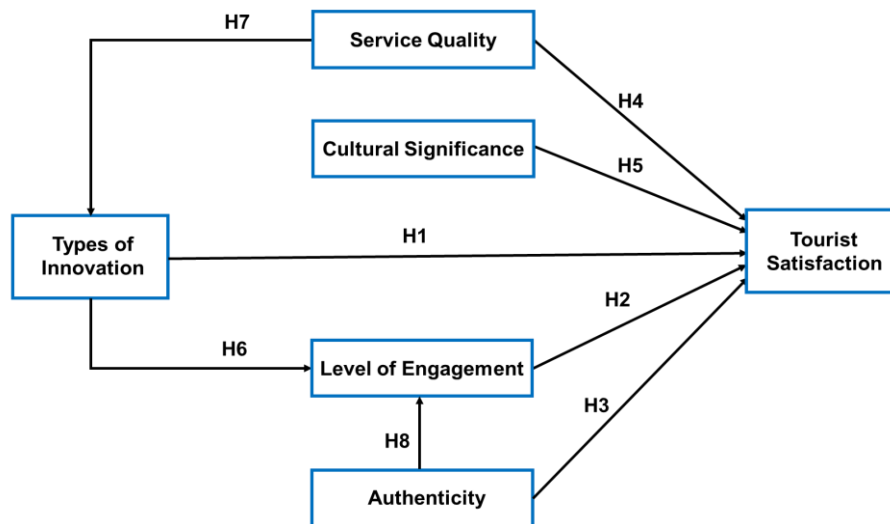 H7
Service Quality
H4
Cultural Significance
H5
Types of
Innovation
H1
Tourist
Satisfaction
H2
H6
Level of Engagement
H3
H8
Authenticity